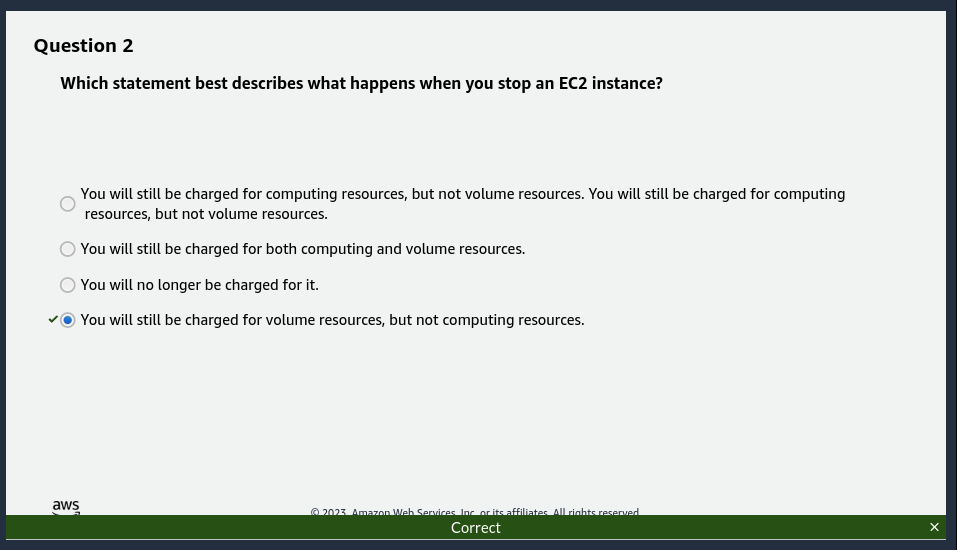 Question 2
Which statement best describes what happens when you stop an EC2 instance?
You will still be charged for computing resources, but not volume resources. You will still be charged for computing
resources, but not volume resources.
You will still be charged for both computing and volume resources.
You will no longer be charged for it.
You will still be charged for volume resources, but not computing resources.
aws
© 2023, Amazon Web Services, Inc. or its affiliates. All rights reserved.
Correct